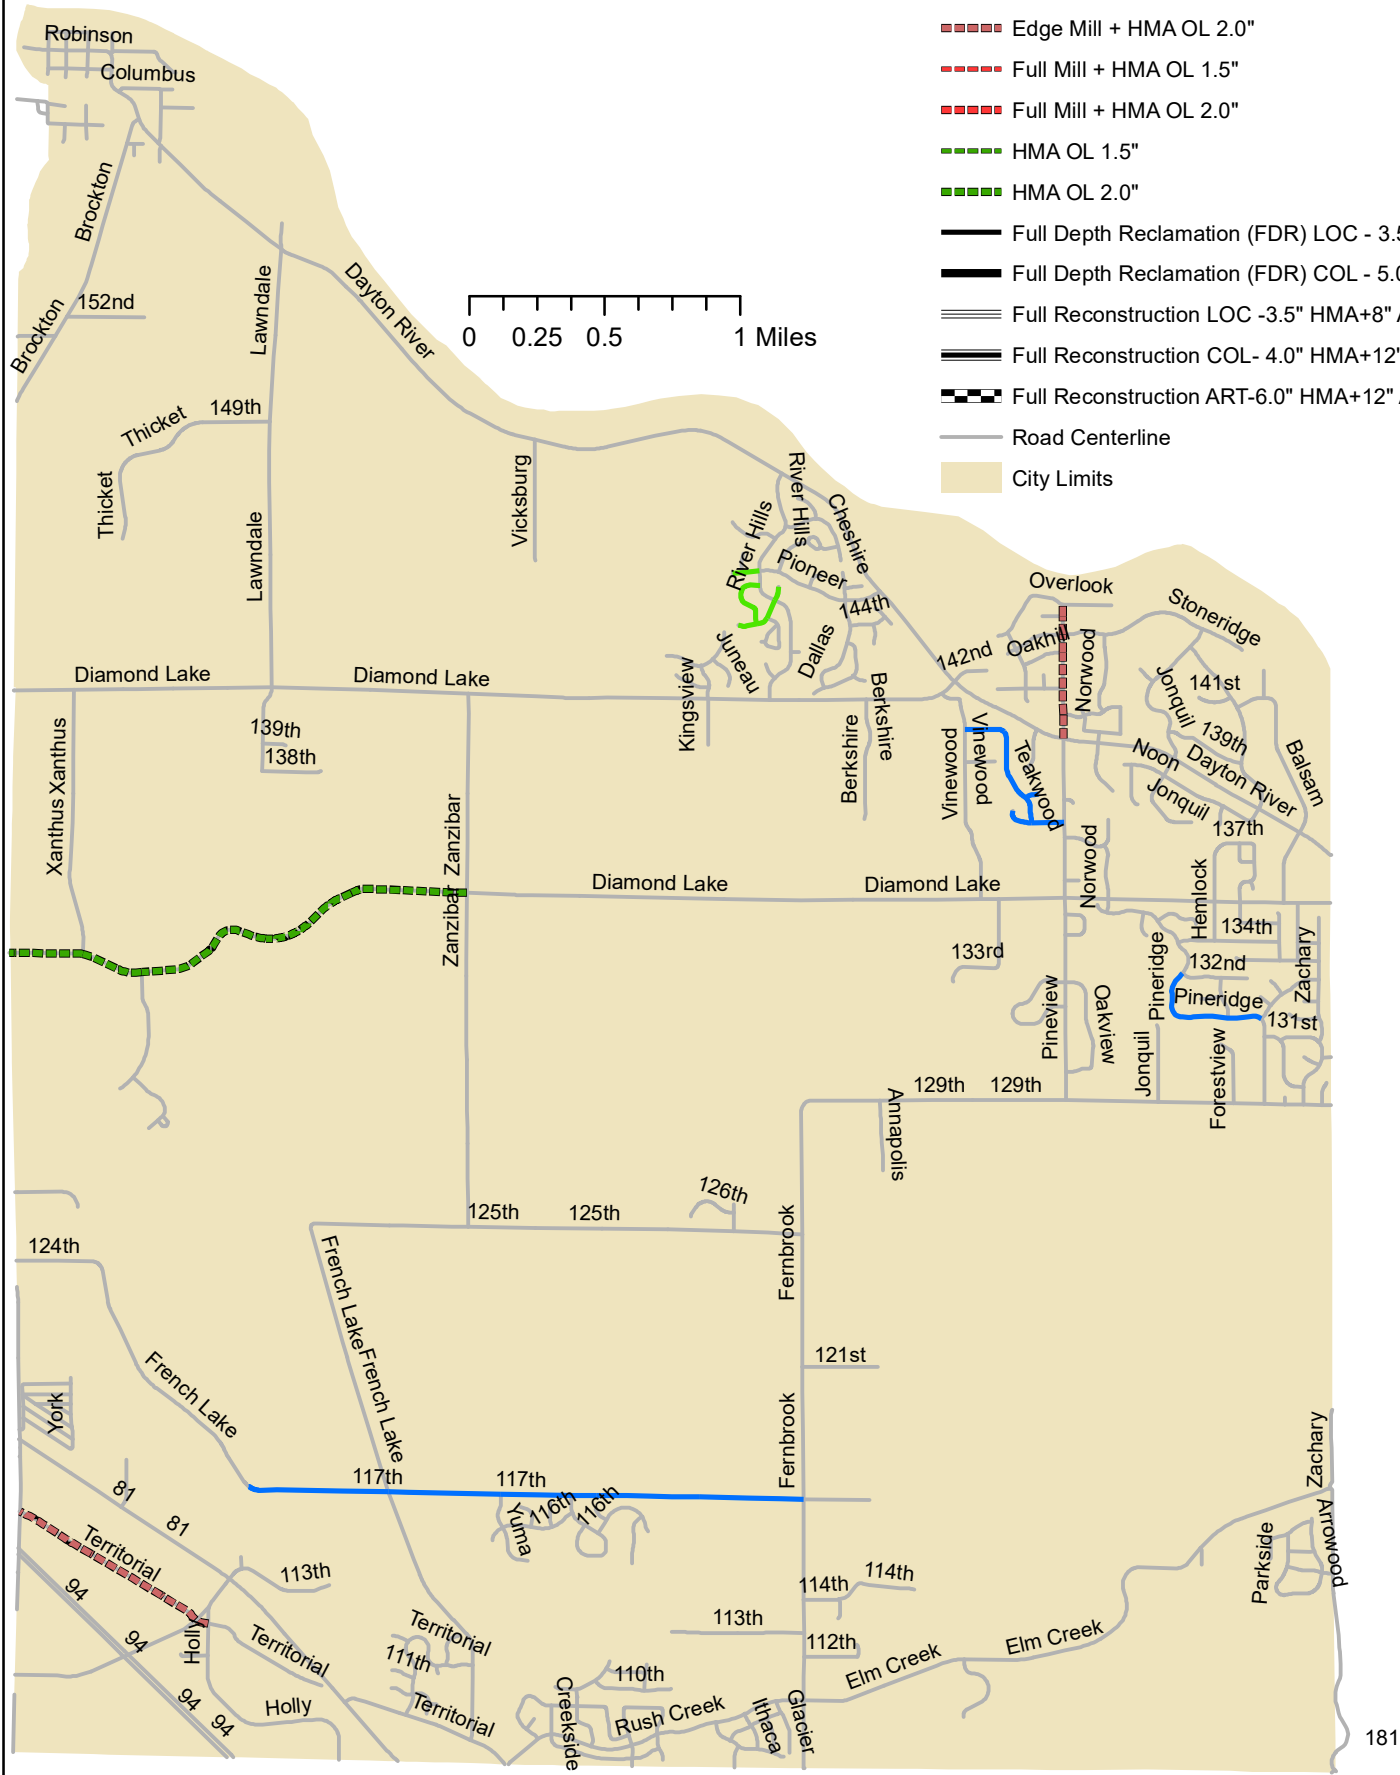 Edge Mill + HMA OL 2.0"
Full Mill + HMA OL 1.5"
Full Mill + HMA OL 2.0"
HMA OL 1.5"
HMA OL 2.0"
Full Depth Reclamation (FDR) LOC - 3.5
Full Depth Reclamation (FDR) COL - 5.0
Full Reconstruction LOC -3.5" HMA+8" A
Full Reconstruction COL- 4.0" HMA+12"
Full Reconstruction ART-6.0" HMA+12" A
Road Centerline
City Limits
0 0.25 0.5 1 Miles
Robinson
Columbus
Brockton
Brockton
152nd
Lawndale
Dayton River
149th
Thicket
Thicket
Lawndale
Vicksburg
River Hills
River Hills
Cheshire
Pioneer
144th
Overlook
Stoneridge
Oakhill
Norwood
142nd
Dallas
Juneau
Kingsview
Diamond Lake
Diamond Lake
Berkshire
Berkshire
141st
Jonquil
139th
Noon
Dayton River
Balsam
Jonquil
137th
Vinewood
Vinewood
Teakwood
139th
138th
Xanthus
Xanthus
Zanzibar
Zanzibar
Diamond Lake
Diamond Lake
Norwood
Hemlock
134th
Zachary
132nd
Pineridge
Pineridge
131st
133rd
Pineview
Oakview
Jonquil
Forestview
129th
129th
Annapolis
126th
125th
125th
Fernbrook
124th
French Lake
French Lake
121st
French Lake
York
Fernbrook
Zachary
117th
117th
81
81
116th
116th
Yuma
Territorial
Arrowood
Parkside
94
113th
114th
114th
94
Holly
Territorial
Territorial
113th
112th
Elm Creek
Elm Creek
111th
110th
94
94
Holly
Territorial
Creekside
Rush Creek
Ithaca
Glacier
181